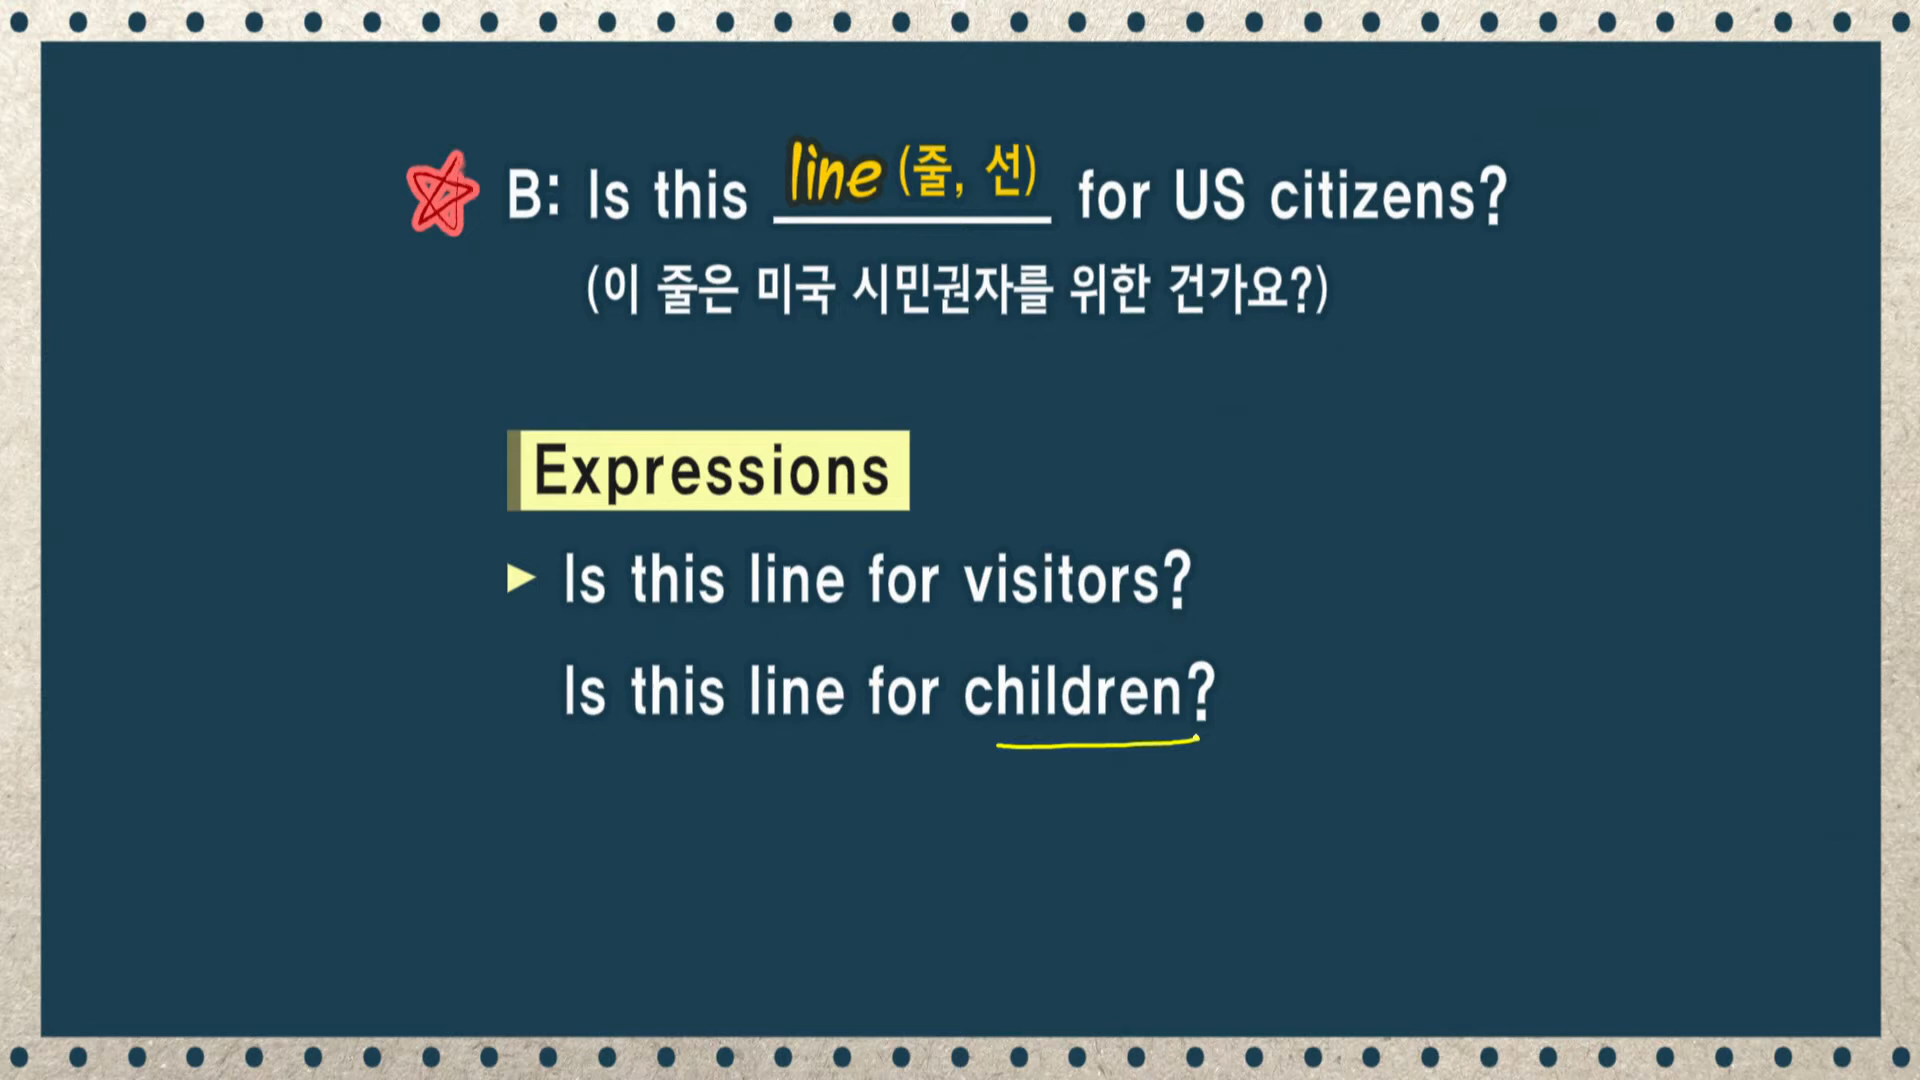 B: Is this line (줄, 선) for US citizens?
(이 줄은 미국 시민권자를 위한 건가요?)
Expressions
▶ Is this line for visitors?
Is this line for children?